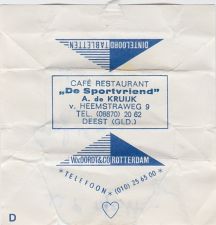 DINTELOORD TABLETTEN
CAFÉ RESTAURANT
„De Sportvriend”
A. de KRUIJK
v. HEEMSTRAWEG 9
TEL. (08870) 20 62
DEEST (GLD.)
W.v.OORDT&CO ROTTERDAM
* TELEFOON * (010) 25 65 00 *
D